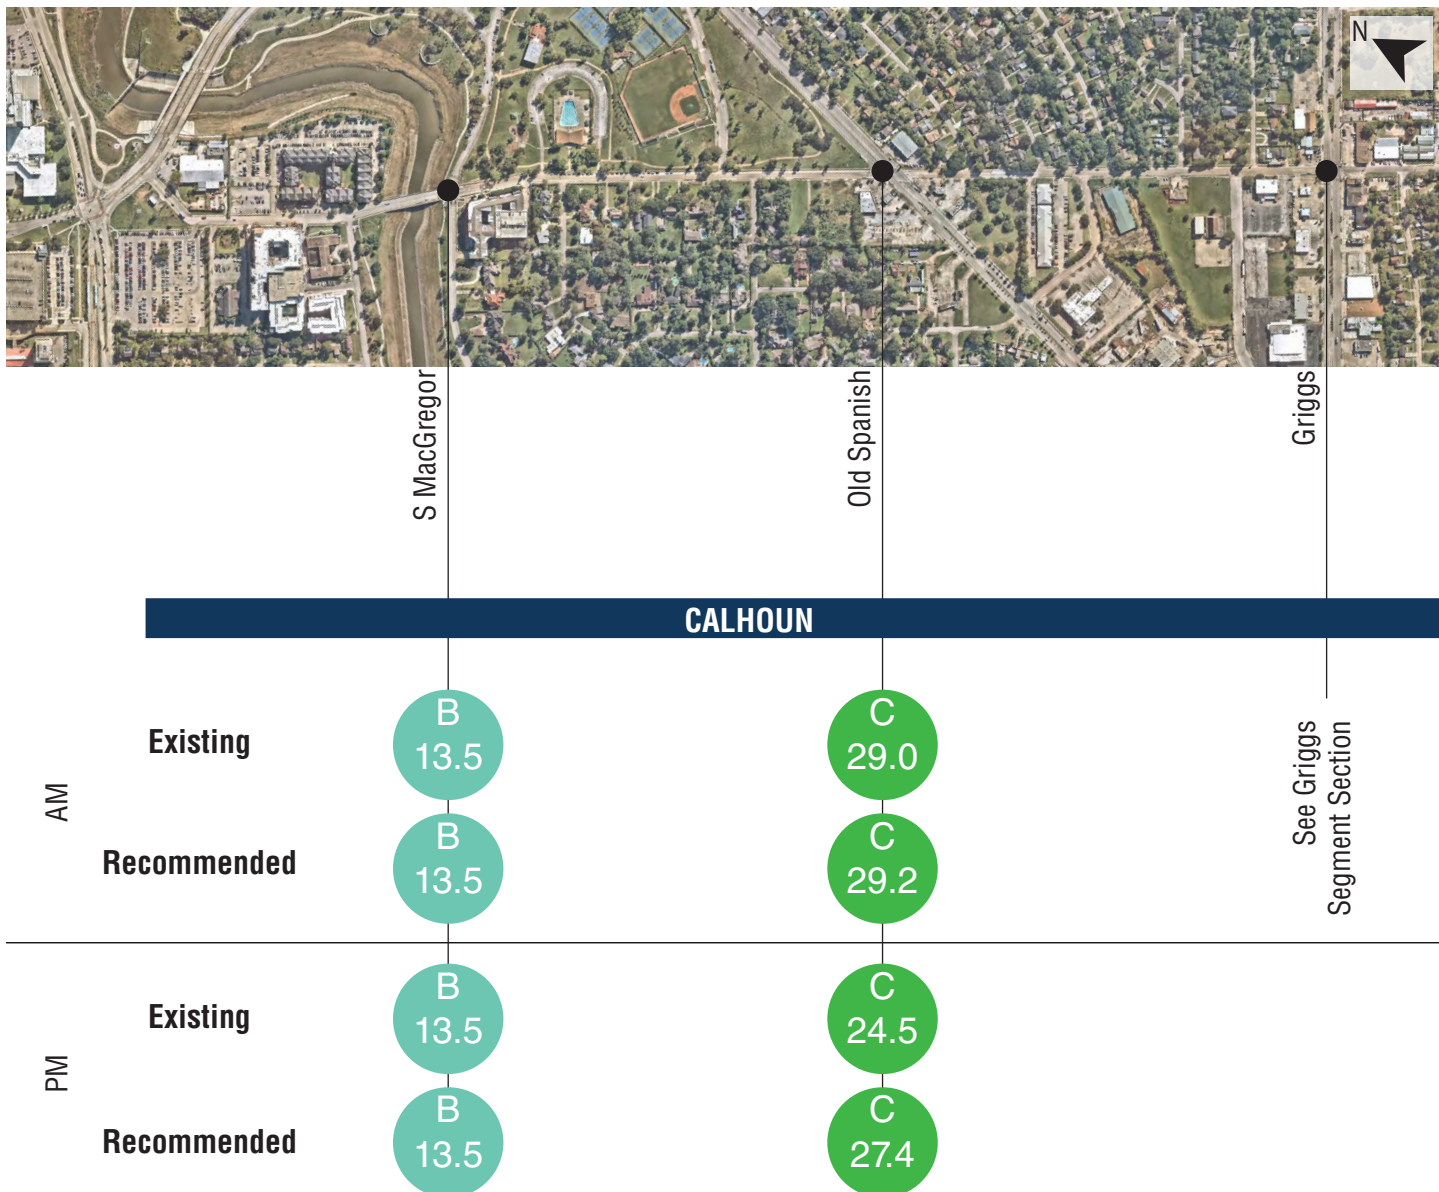 N
S MacGregor
Old Spanish
Griggs
CALHOUN
AM
Existing
B
13.5
C
29.0
See Griggs
Segment Section
Recommended
B
13.5
C
29.2
PM
Existing
B
13.5
C
24.5
Recommended
B
13.5
C
27.4